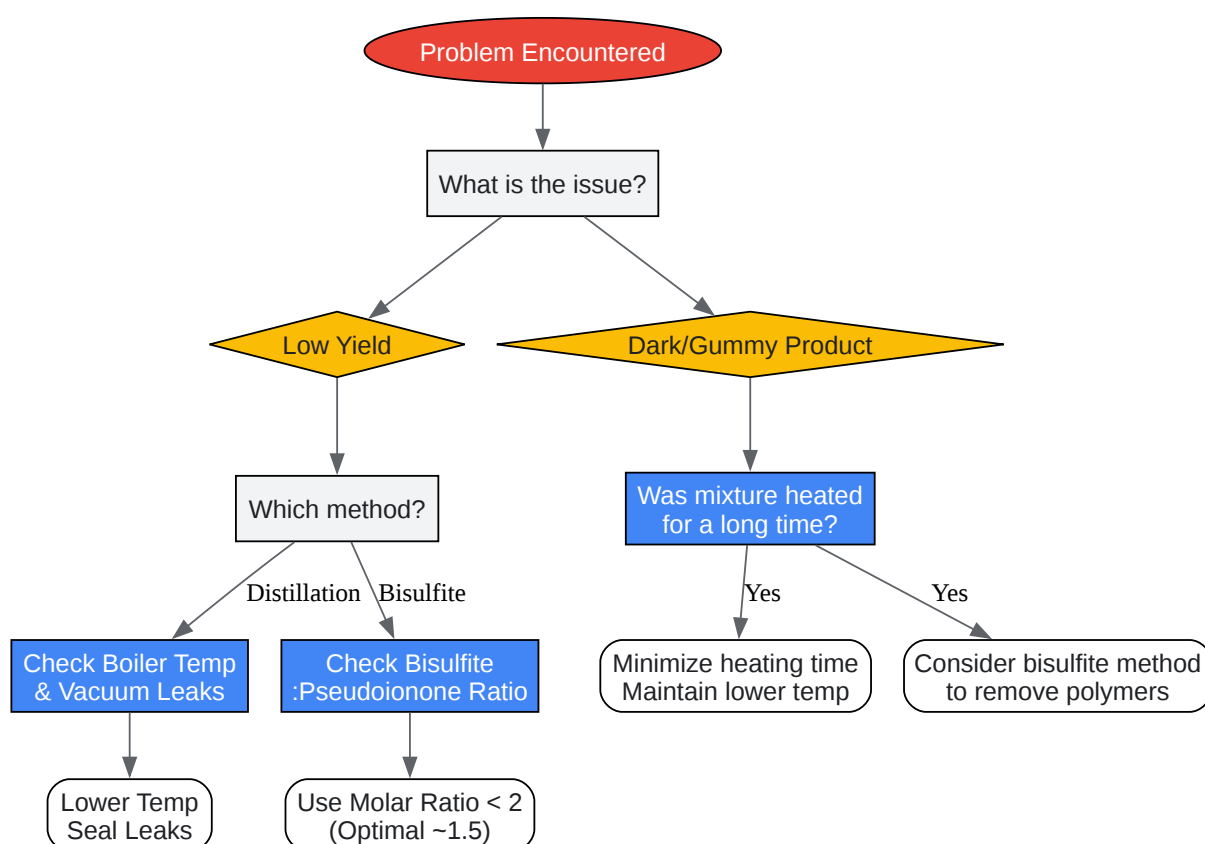 Problem Encountered
What is the issue?
Low Yield
Dark/Gummy Product
Which method?
Was mixture heated
for a long time?
Distillation
Bisulfite
Yes
Yes
Check Boiler Temp
& Vacuum Leaks
Check Bisulfite
:Pseudoionone Ratio
Minimize heating time
Maintain lower temp
Consider bisulfite method
to remove polymers
Lower Temp
Seal Leaks
Use Molar Ratio < 2
(Optimal ~1.5)